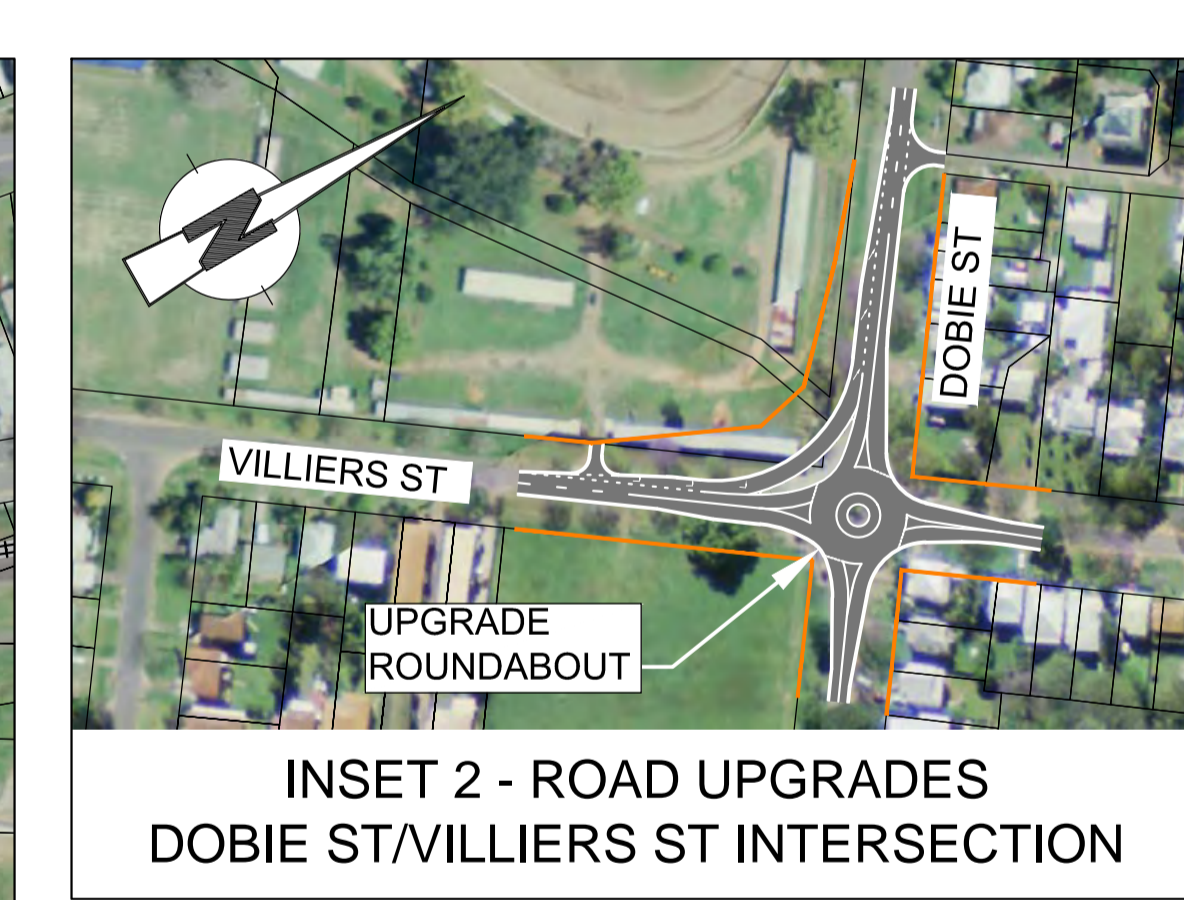 N
DOBIE ST
VILLIERS ST
UPGRADE
ROUNDABOUT
INSET 2 - ROAD UPGRADES
DOBIE ST/VILLIERS ST INTERSECTION